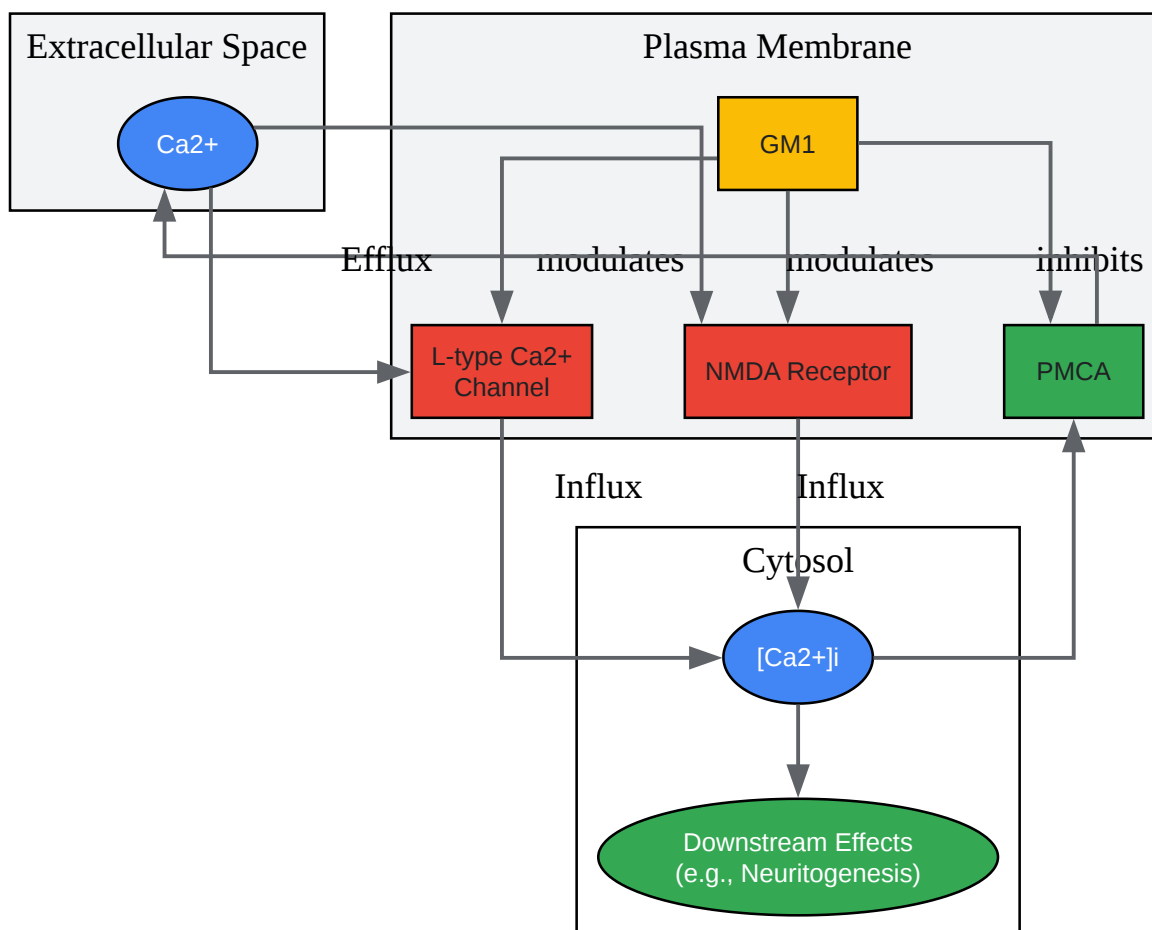 Extracellular Space
Plasma Membrane
Ca2+
GM1
Efflux
modulates
modulates
inhibits
L-type Ca2+
Channel
NMDA Receptor
PMCA
Influx
Influx
Cytosol
[Ca2+]i
Downstream Effects
(e.g., Neuritogenesis)